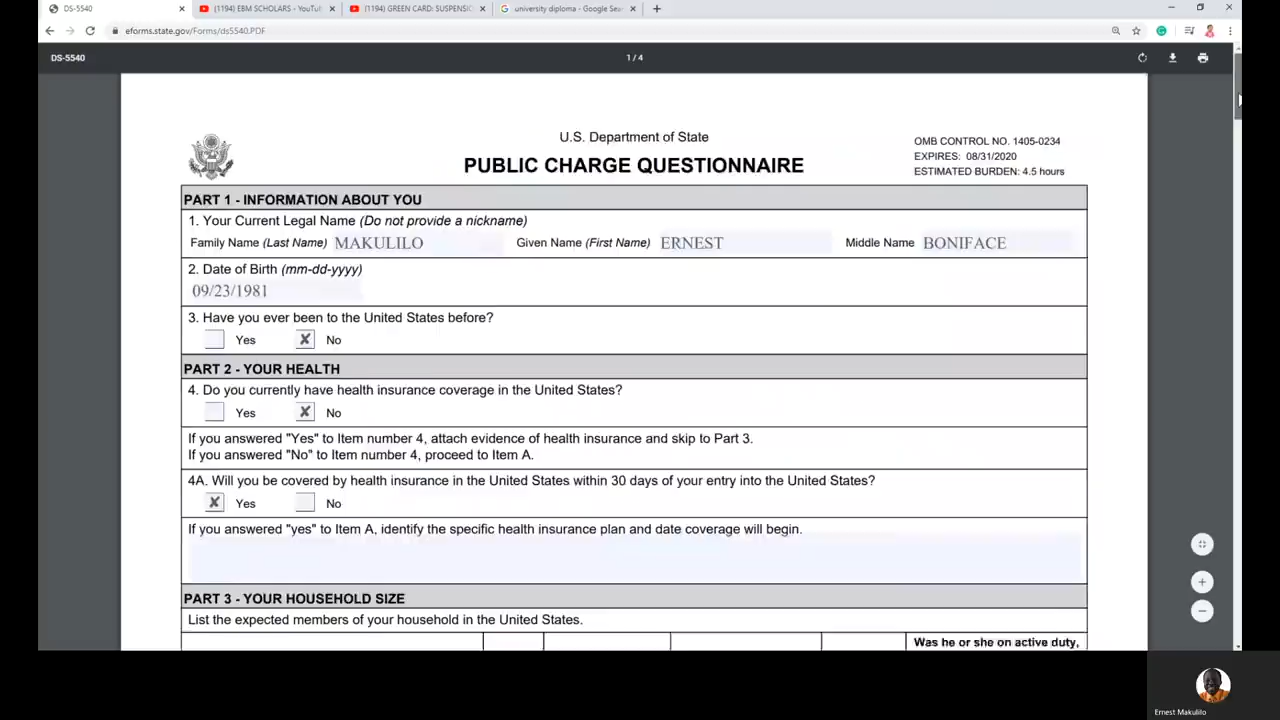 DS-5540
(1194) EBM SCHOLARS - YouTu
(1194) GREEN CARD: SUSPENSI
university diploma - Google Sea
eforms.state.gov/Forms/ds5540.PDF
DS-5540
1 / 4
U.S. Department of State
PUBLIC CHARGE QUESTIONNAIRE
OMB CONTROL NO. 1405-0234
EXPIRES: 08/31/2020
ESTIMATED BURDEN: 4.5 hours
PART 1 - INFORMATION ABOUT YOU
1. Your Current Legal Name (Do not provide a nickname)
Family Name (Last Name) MAKULILO Given Name (First Name) ERNEST Middle Name BONIFACE
2. Date of Birth (mm-dd-yyyy)
09/23/1981
3. Have you ever been to the United States before?
Yes X No
PART 2 - YOUR HEALTH
4. Do you currently have health insurance coverage in the United States?
Yes X No
If you answered "Yes" to Item number 4, attach evidence of health insurance and skip to Part 3.
If you answered "No" to Item number 4, proceed to Item A.
4A. Will you be covered by health insurance in the United States within 30 days of your entry into the United States?
X Yes No
If you answered "yes" to Item A, identify the specific health insurance plan and date coverage will begin.
PART 3 - YOUR HOUSEHOLD SIZE
List the expected members of your household in the United States.
Was he or she on active duty,
Ernest Makulilo